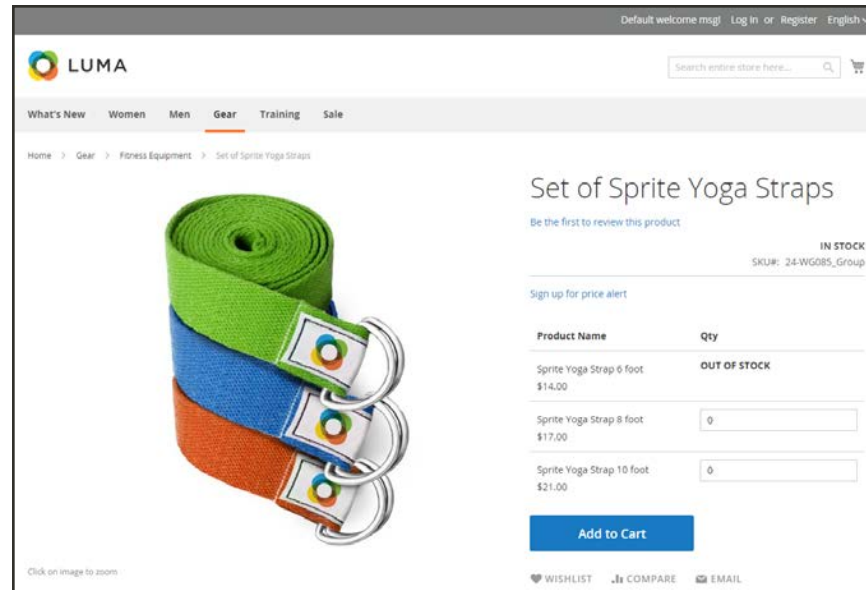 Default welcome msg! Log In or Register English
LUMA
Search entire store here...
What's New Women Men Gear Training Sale
Home > Gear > Fitness Equipment > Set of Sprite Yoga Straps
Set of Sprite Yoga Straps
Be the first to review this product
IN STOCK
SKU#: 24-WG085_Group
Sign up for price alert
Product Name Qty
Sprite Yoga Strap 6 foot OUT OF STOCK
$14.00
Sprite Yoga Strap 8 foot 0
$17.00
Sprite Yoga Strap 10 foot 0
$21.00
Add to Cart
Click on image to zoom
WISHLIST COMPARE EMAIL